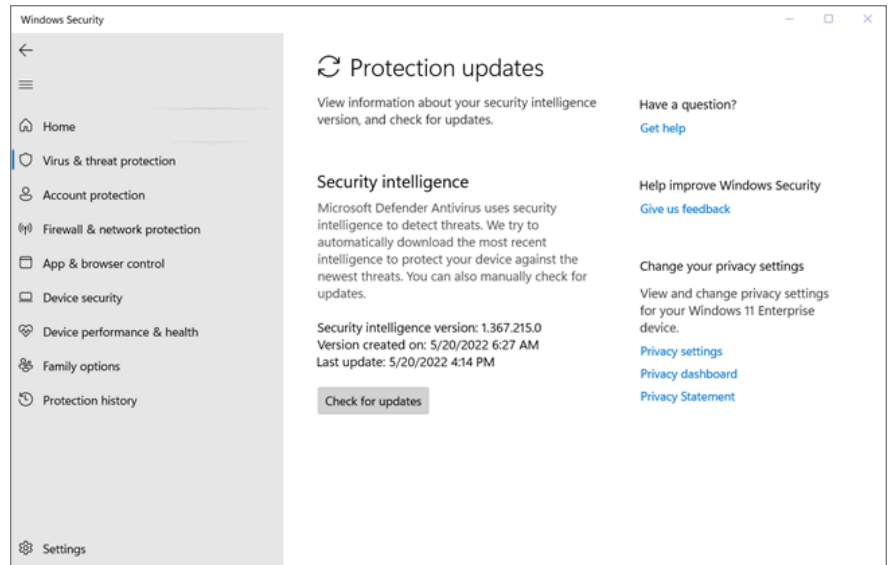 Windows Security
Home
Virus & threat protection
Account protection
Firewall & network protection
App & browser control
Device security
Device performance & health
Family options
Protection history
Settings
Protection updates
View information about your security intelligence
version, and check for updates.
Security intelligence
Microsoft Defender Antivirus uses security
intelligence to detect threats. We try to
automatically download the most recent
intelligence to protect your device against the
newest threats. You can also manually check for
updates.
Security intelligence version: 1.367.215.0
Version created on: 5/20/2022 6:27 AM
Last update: 5/20/2022 4:14 PM
Check for updates
Have a question?
Get help
Help improve Windows Security
Give us feedback
Change your privacy settings
View and change privacy settings
for your Windows 11 Enterprise
device.
Privacy settings
Privacy dashboard
Privacy Statement